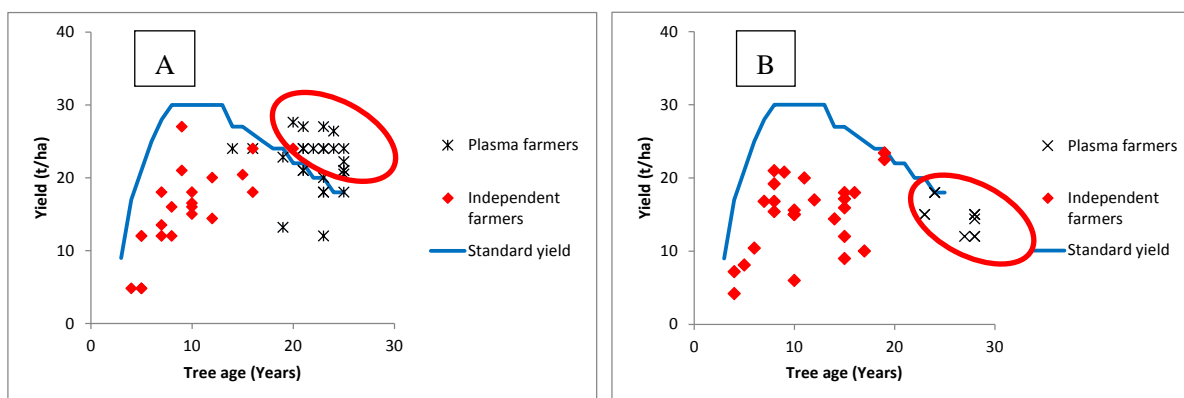 A
40
30
20
10
0
0 10 20 30
Yield (t/ha)
Tree age (Years)
Plasma farmers
Independent
farmers
Standard yield
B
40
30
20
10
0
0 10 20 30
Yield (t/ha)
Tree age (Years)
Plasma farmers
Independent
farmers
Standard yield